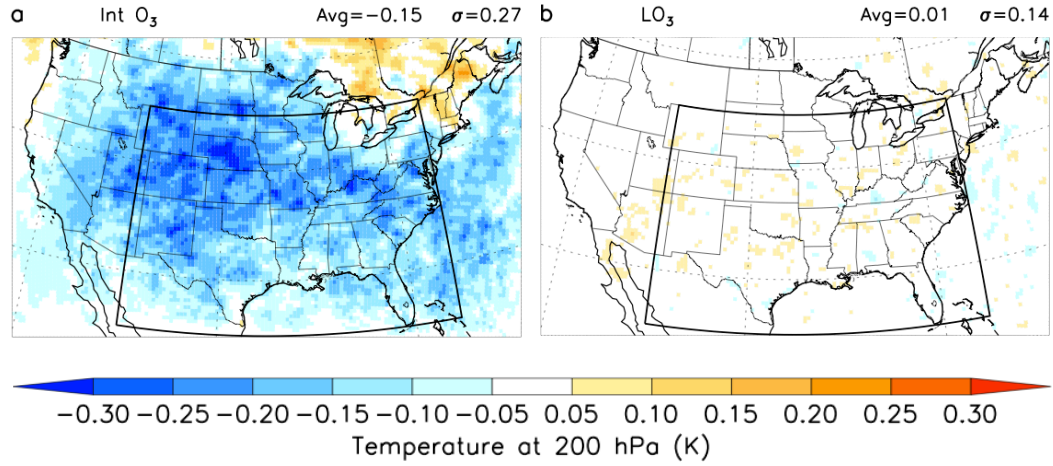 a Int O₃ Avg=−0.15 σ=0.27
b LO₃ Avg=0.01 σ=0.14
−0.30 −0.25 −0.20 −0.15 −0.10 −0.05 0.05 0.10 0.15 0.20 0.25 0.30
Temperature at 200 hPa (K)